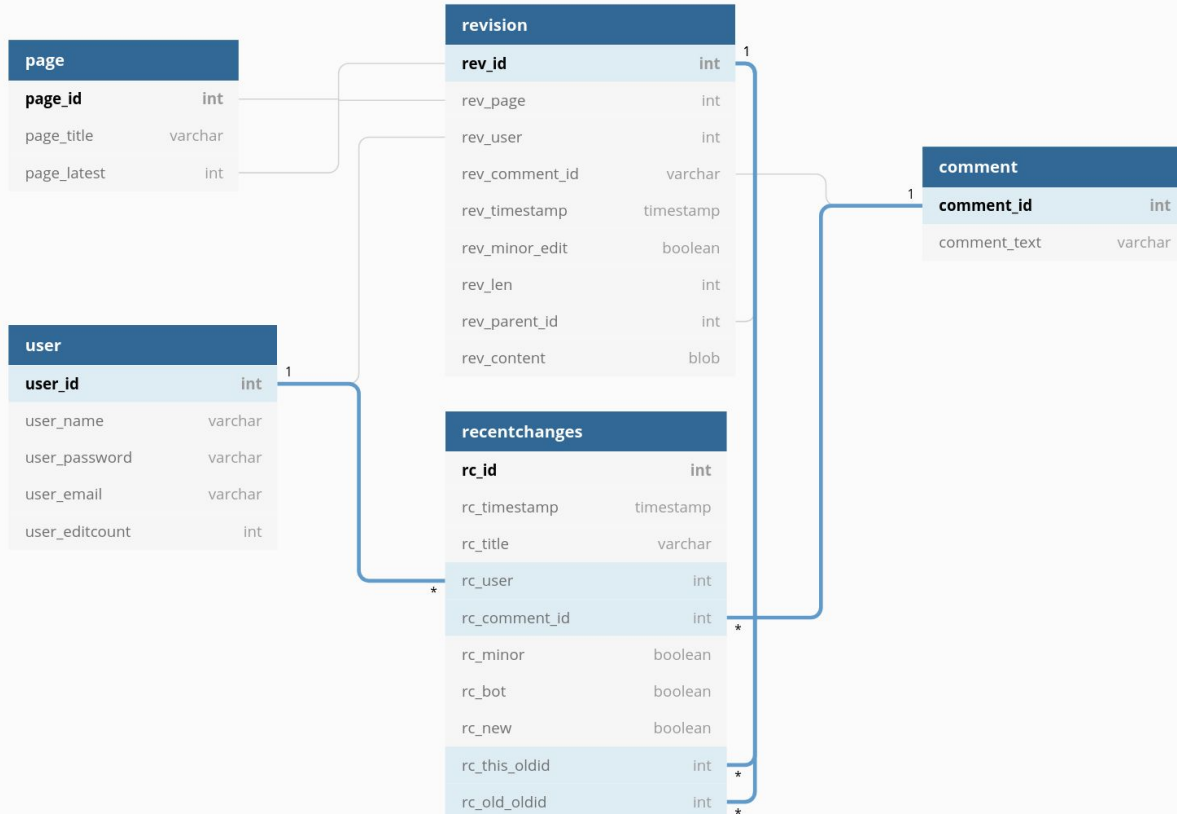 page
page_id int
page_title varchar
page_latest int
user
user_id int
1
user_name varchar
user_password varchar
user_email varchar
user_editcount int
revision
rev_id int
1
rev_page int
rev_user int
rev_comment_id varchar
rev_timestamp timestamp
rev_minor_edit boolean
rev_len int
rev_parent_id int
rev_content blob
recentchanges
rc_id int
rc_timestamp timestamp
rc_title varchar
rc_user int
*
rc_comment_id int
*
rc_minor boolean
rc_bot boolean
rc_new boolean
rc_this_oldid int
*
rc_old_oldid int
*
comment
1
comment_id int
comment_text varchar